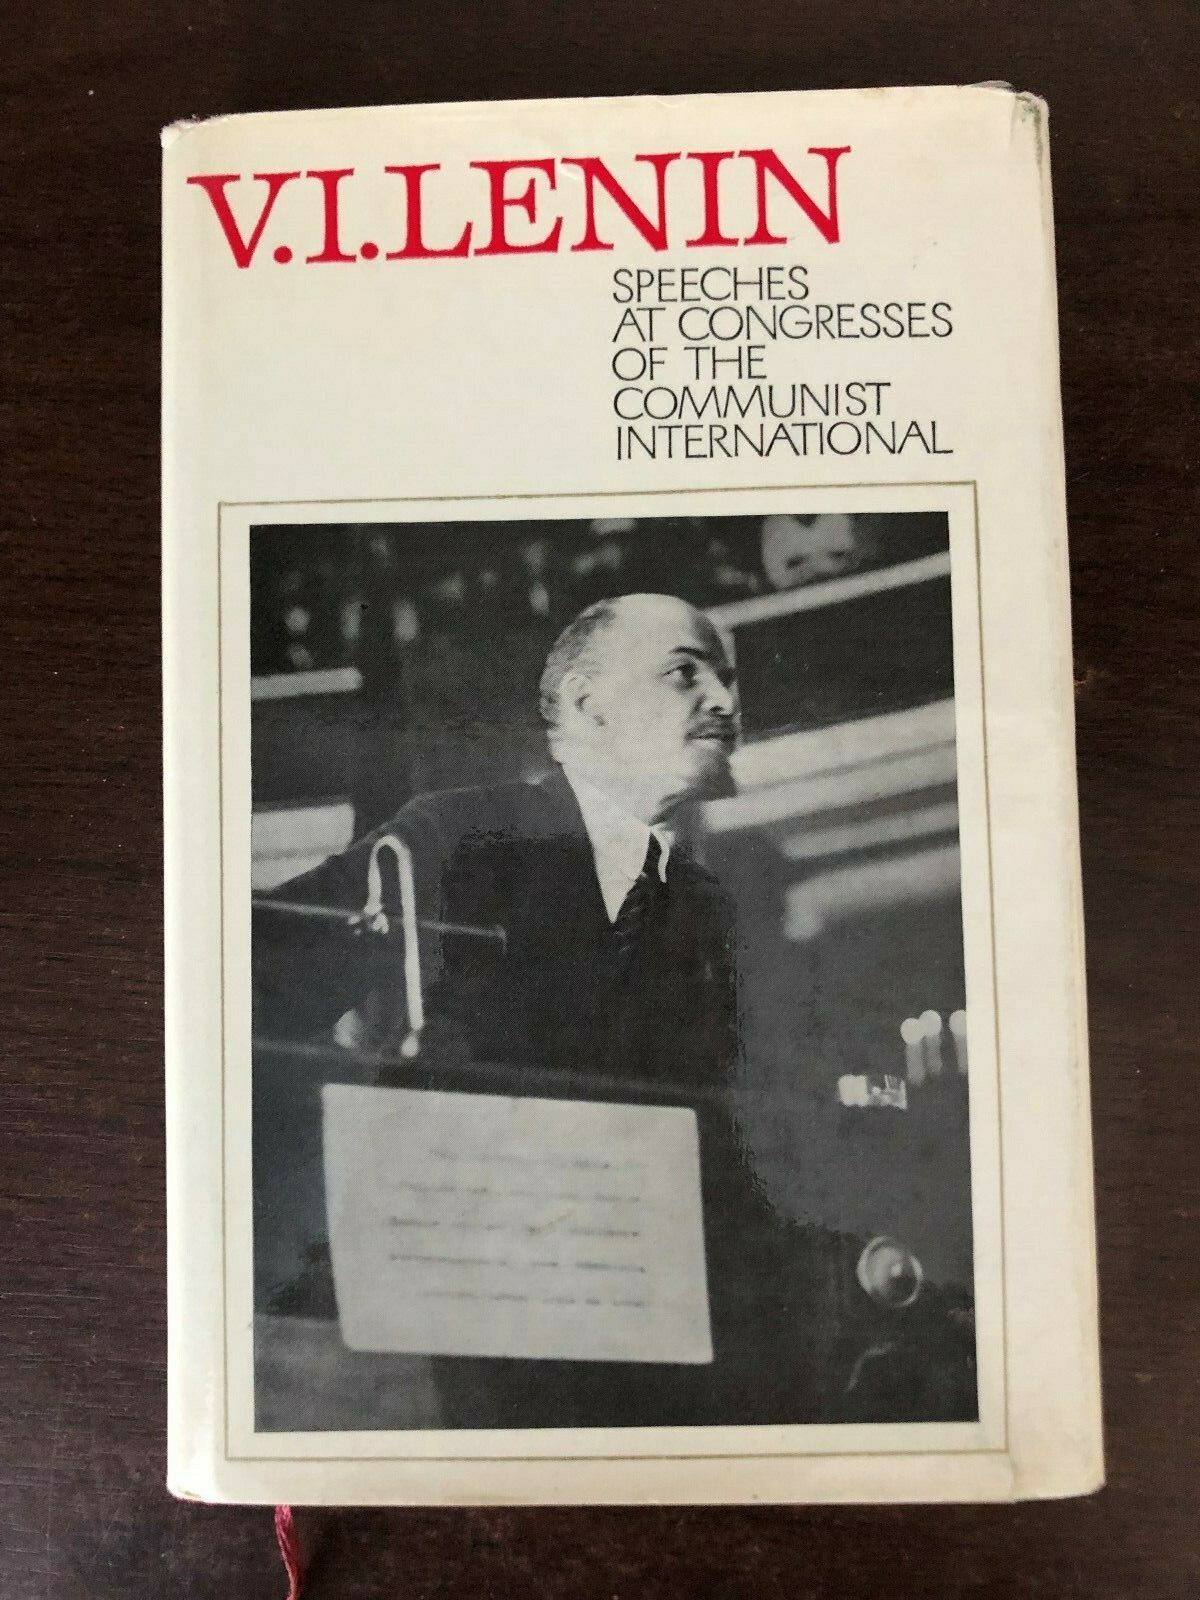 V.I.LENIN
SPEECHES
AT CONGRESSES
OF THE
COMMUNIST
INTERNATIONAL